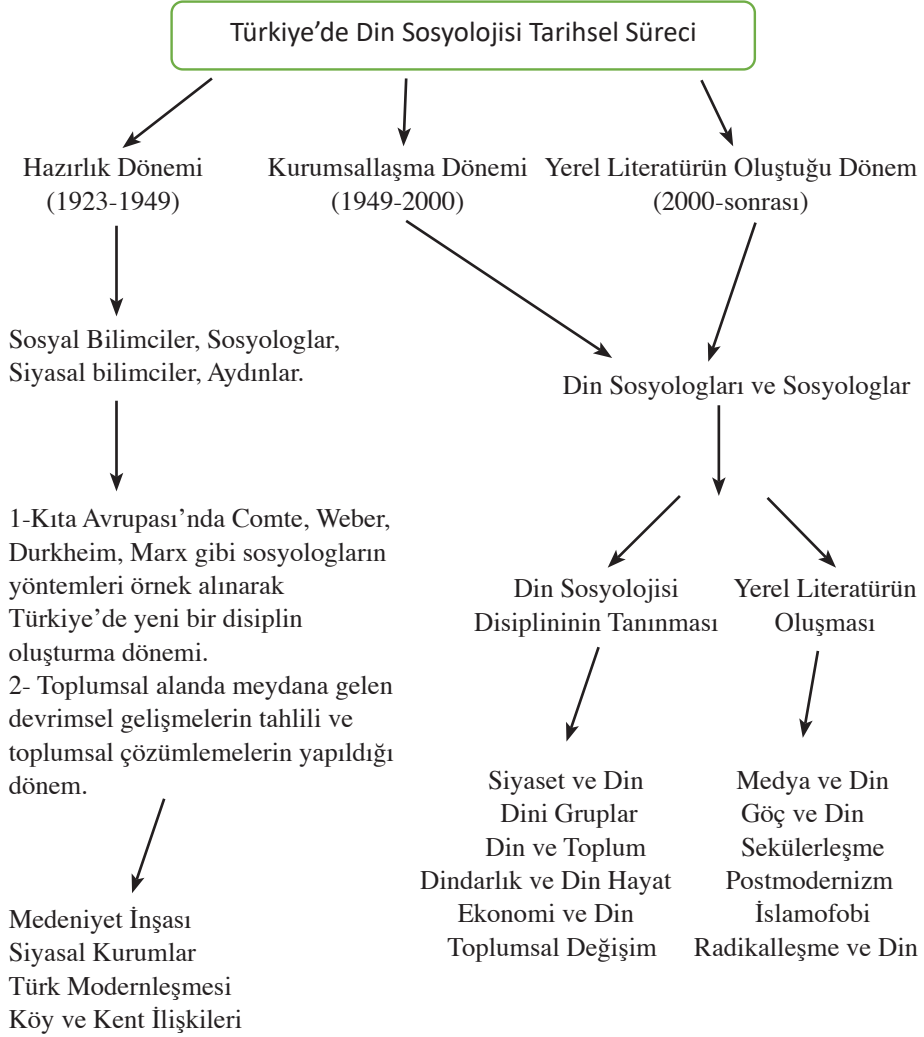 Türkiye’de Din Sosyolojisi Tarihsel Süreci
Hazırlık Dönemi
(1923-1949)
Kurumsallaşma Dönemi
(1949-2000)
Yerel Literatürün Oluştuğu Dönem
(2000-sonrası)
Sosyal Bilimciler, Sosyologlar,
Siyasal bilimciler, Aydınlar.
Din Sosyologları ve Sosyologlar
1-Kıta Avrupası’nda Comte, Weber,
Durkheim, Marx gibi sosyologların
yöntemleri örnek alınarak
Türkiye’de yeni bir disiplin
oluşturma dönemi.
2- Toplumsal alanda meydana gelen
devrimsel gelişmelerin tahlili ve
toplumsal çözümlemelerin yapıldığı
dönem.
Din Sosyolojisi
Disiplininin Tanınması
Yerel Literatürün
Oluşması
Medeniyet İnşası
Siyasal Kurumlar
Türk Modernleşmesi
Köy ve Kent İlişkileri
Siyaset ve Din
Dini Gruplar
Din ve Toplum
Dindarlık ve Din Hayat
Ekonomi ve Din
Toplumsal Değişim
Medya ve Din
Göç ve Din
Sekülerleşme
Postmodernizm
İslamofobi
Radikalleşme ve Din